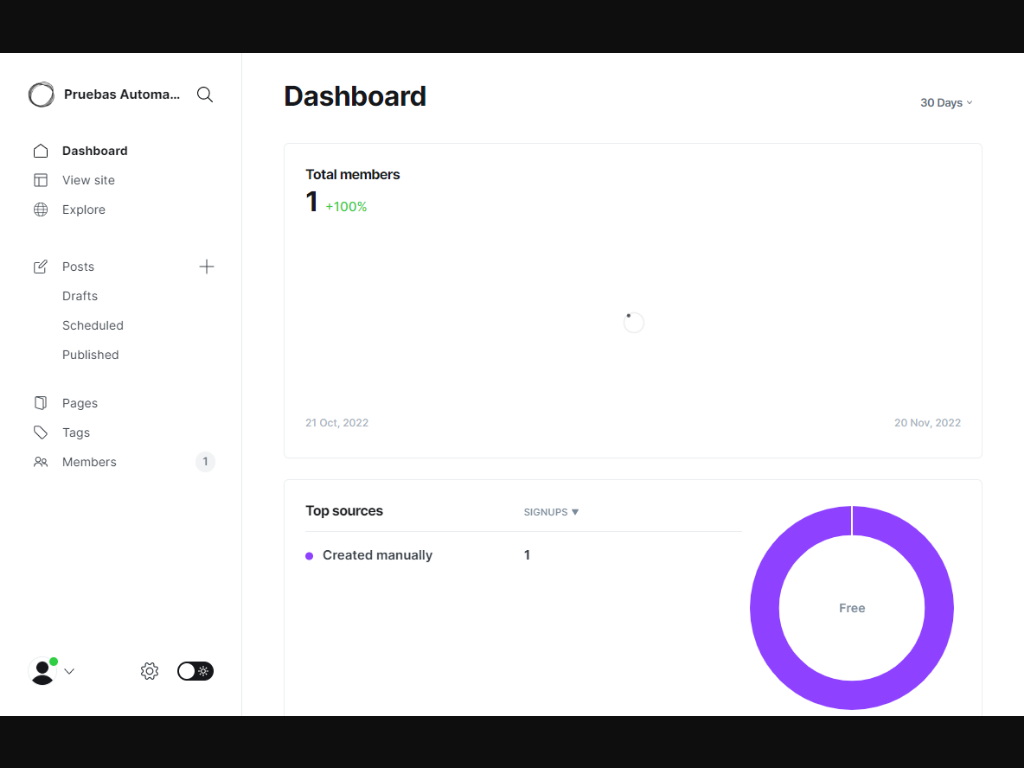 Pruebas Automa...
Dashboard
View site
Explore
Posts
Drafts
Scheduled
Published
Pages
Tags
Members 1
Dashboard
30 Days
Total members
1 +100%
21 Oct, 2022 20 Nov, 2022
Top sources SIGNUPS
Created manually 1
Free